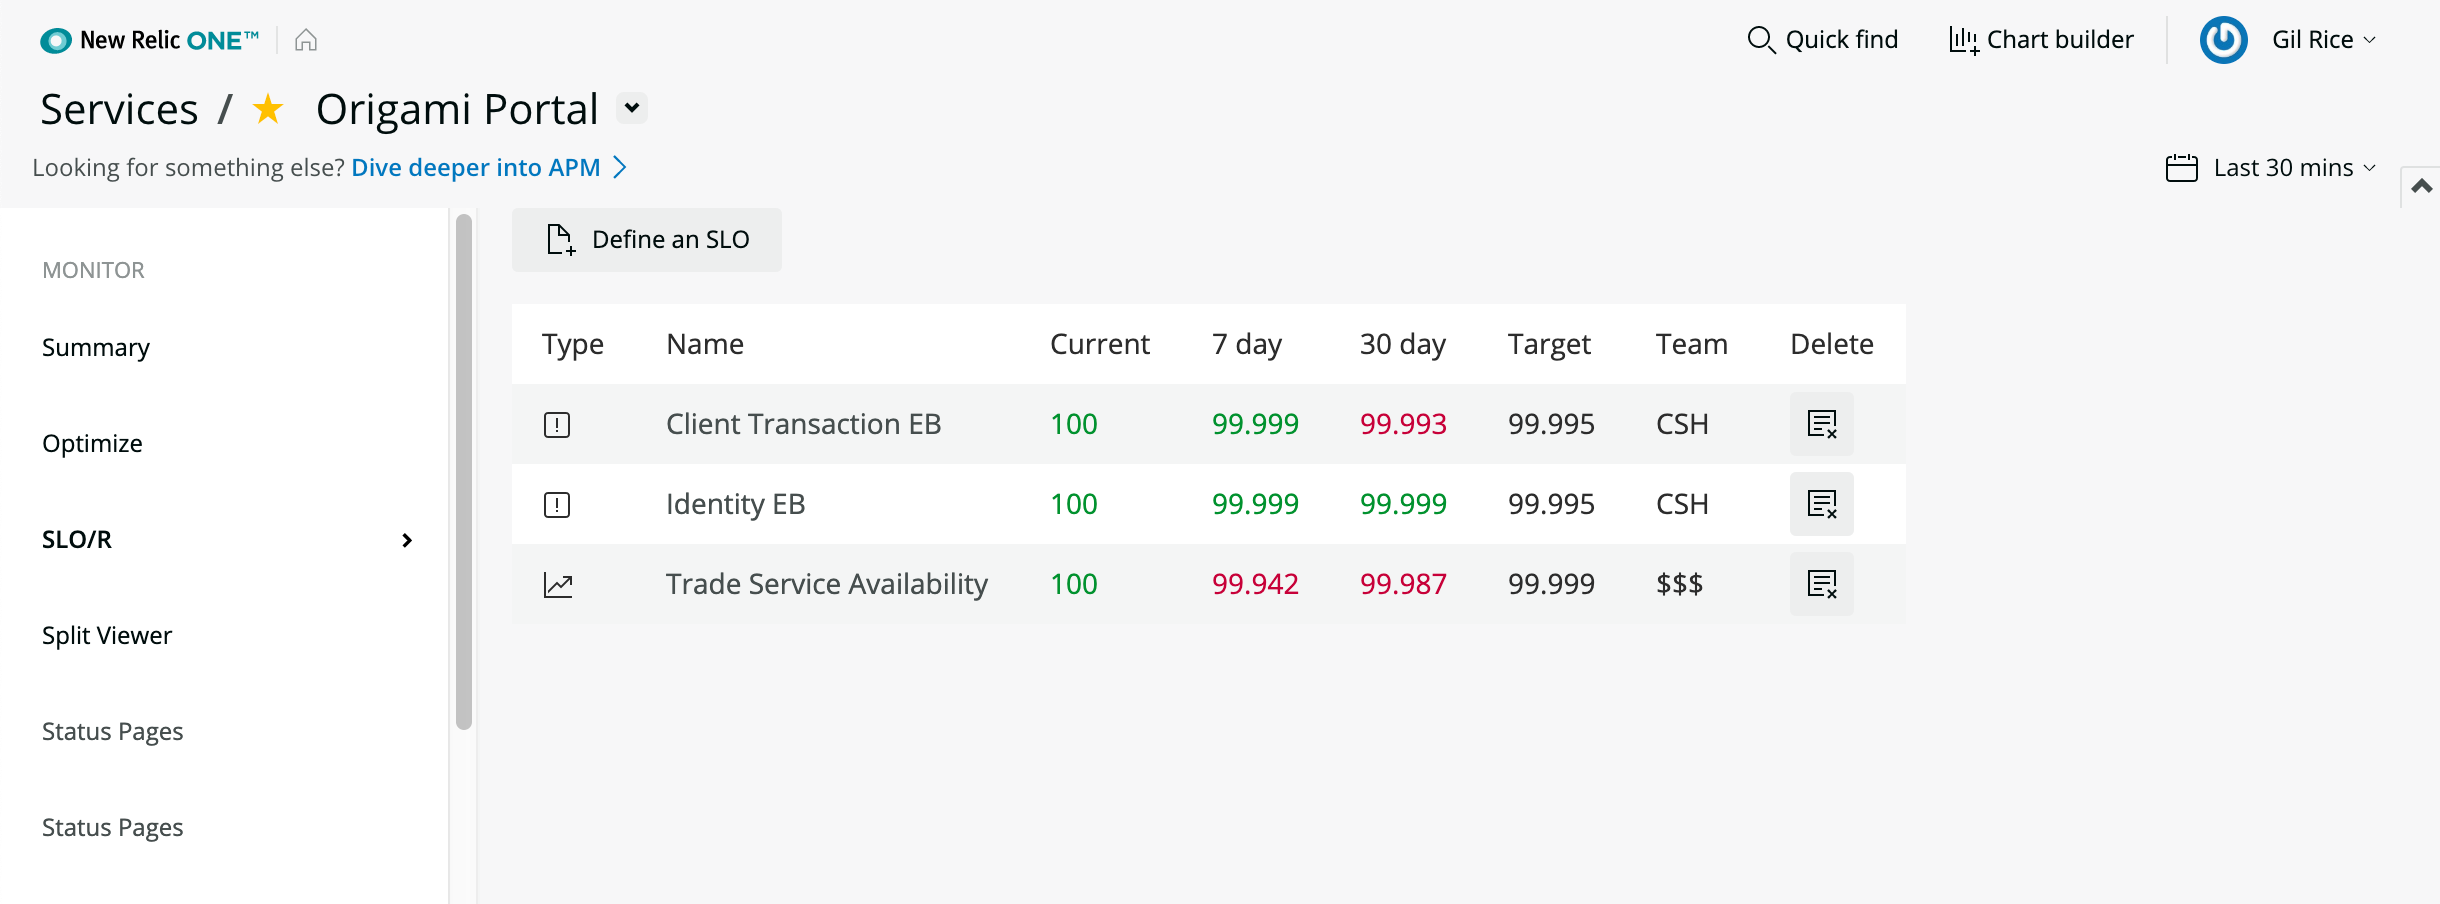 New Relic ONE™
Quick find
Chart builder
Gil Rice
Services / Origami Portal
Looking for something else? Dive deeper into APM
Last 30 mins
MONITOR
Summary
Optimize
SLO/R
Split Viewer
Status Pages
Status Pages
Define an SLO
Type Name Current 7 day 30 day Target Team Delete
Client Transaction EB 100 99.999 99.993 99.995 CSH
Identity EB 100 99.999 99.999 99.995 CSH
Trade Service Availability 100 99.942 99.987 99.999 $$$